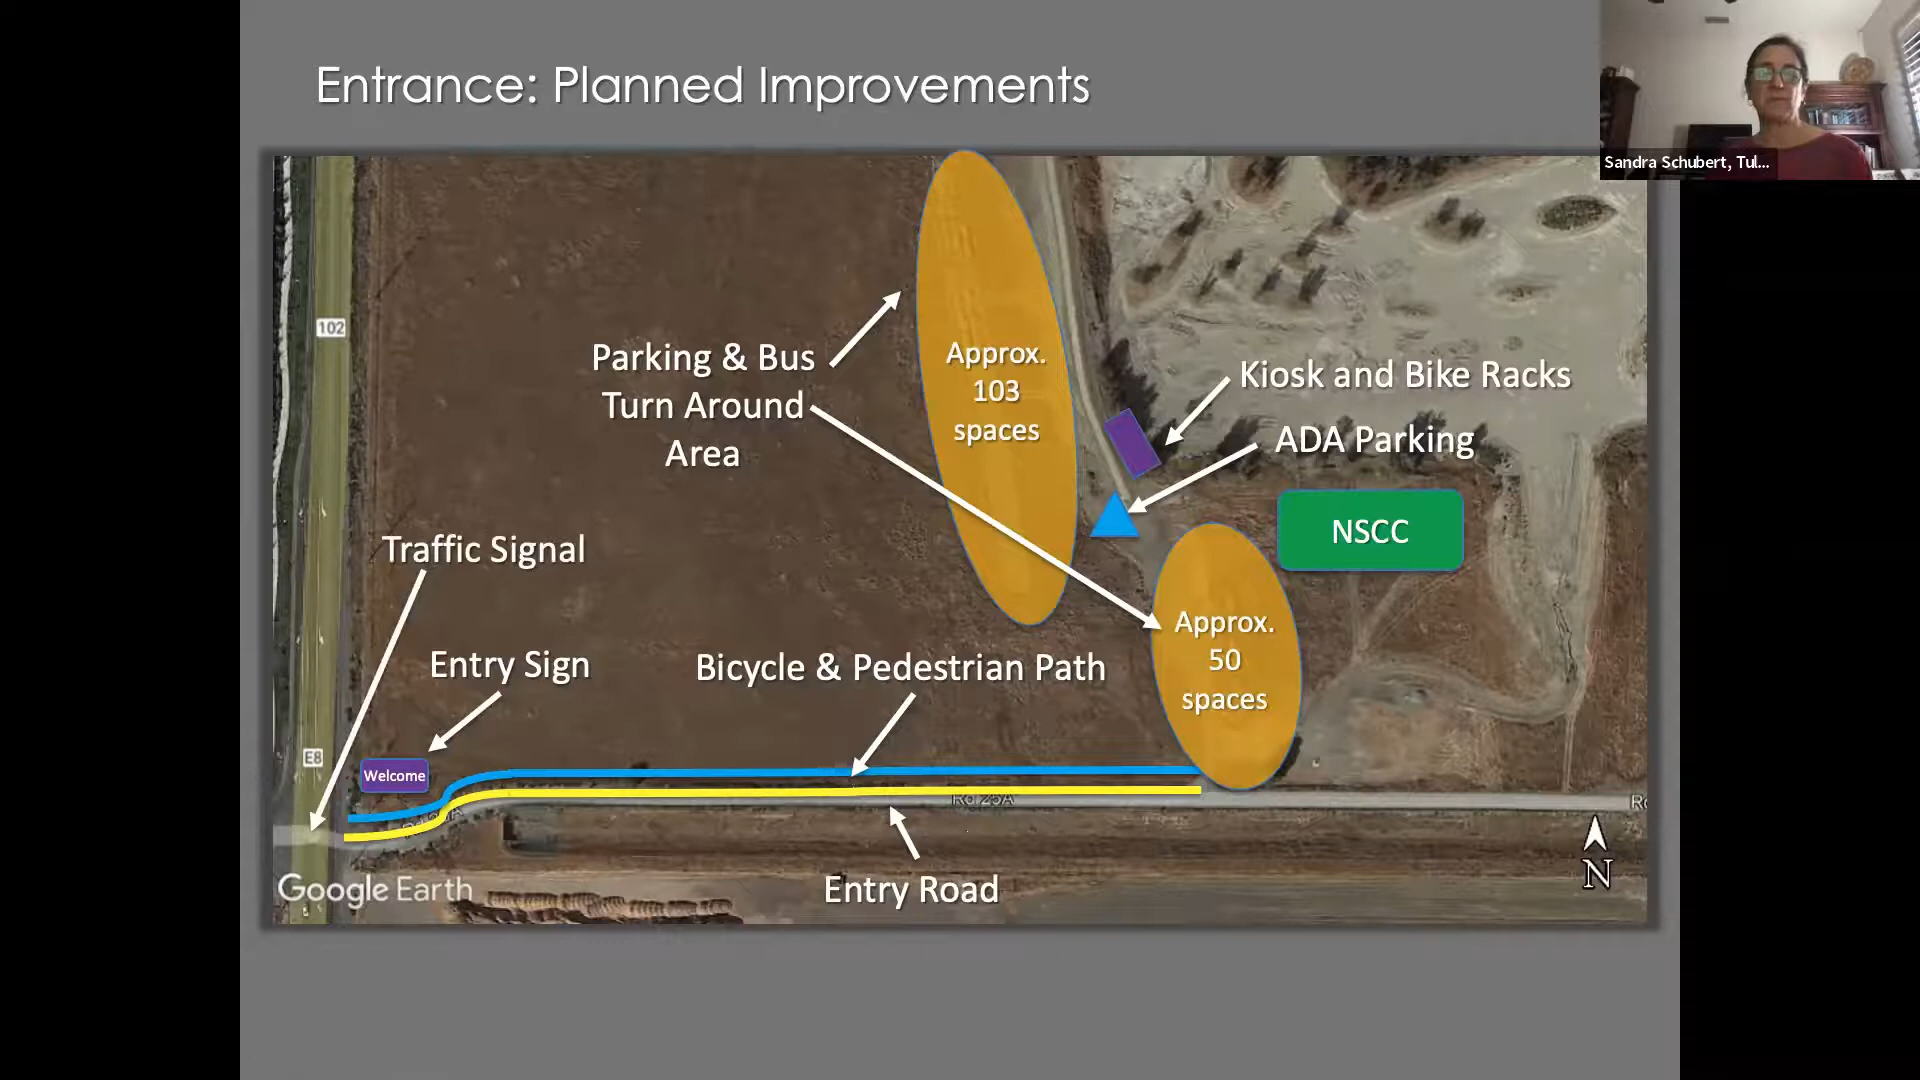 Entrance: Planned Improvements
Sandra Schubert, Tul...
102
Parking & Bus
Turn Around
Area
Approx.
103
spaces
Kiosk and Bike Racks
ADA Parking
NSCC
Traffic Signal
Entry Sign
Bicycle & Pedestrian Path
Approx.
50
spaces
E8
Welcome
Rd 25A
Entry Road
Google Earth
N